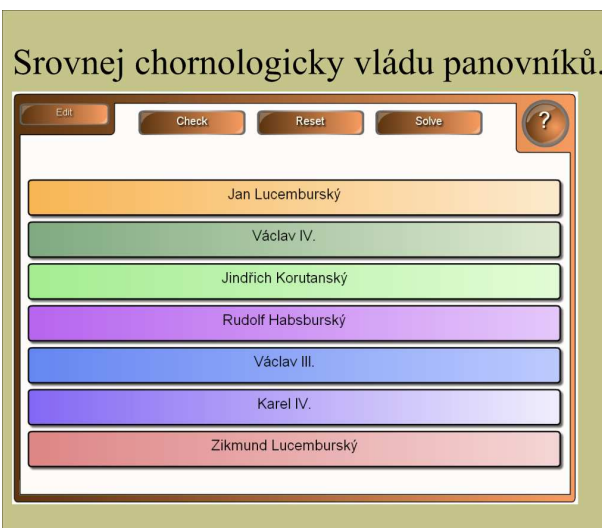 Srovnej chornologicky vládu panovníků.
Edit
Check
Reset
Solve
?
Jan Lucemburský
Václav IV.
Jindřich Korutanský
Rudolf Habsburský
Václav III.
Karel IV.
Zikmund Lucemburský